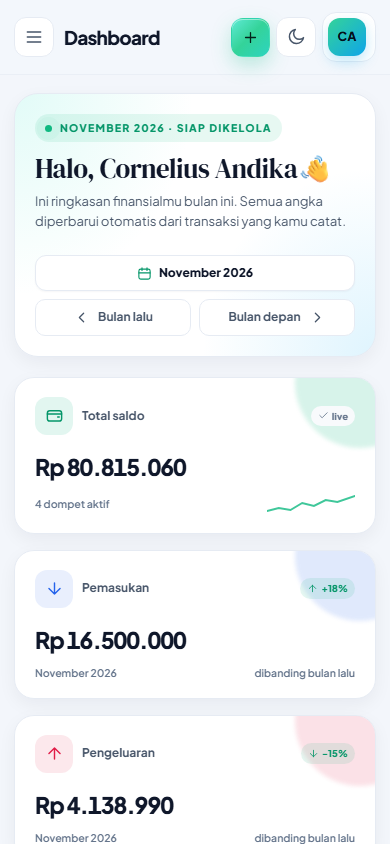 Dashboard
CA
NOVEMBER 2026 · SIAP DIKELOLA
Halo, Cornelius Andika👋
Ini ringkasan finansialmu bulan ini. Semua angka
diperbarui otomatis dari transaksi yang kamu catat.
November 2026
Bulan lalu
Bulan depan
Total saldo
live
Rp 80.815.060
4 dompet aktif
Pemasukan
+18%
Rp 16.500.000
November 2026
dibanding bulan lalu
Pengeluaran
-15%
Rp 4.138.990
November 2026
dibanding bulan lalu